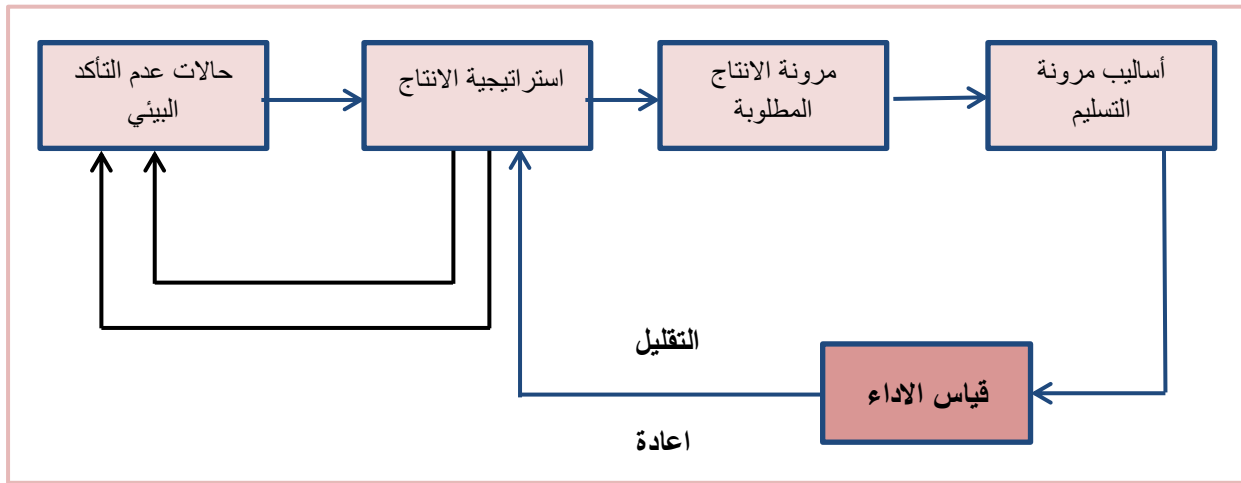 حالات عدم التأكد
البيئي
استراتيجية الانتاج
مرونة الانتاج
المطلوبة
أساليب مرونة
التسليم
التقليل
قياس الاداء
اعادة